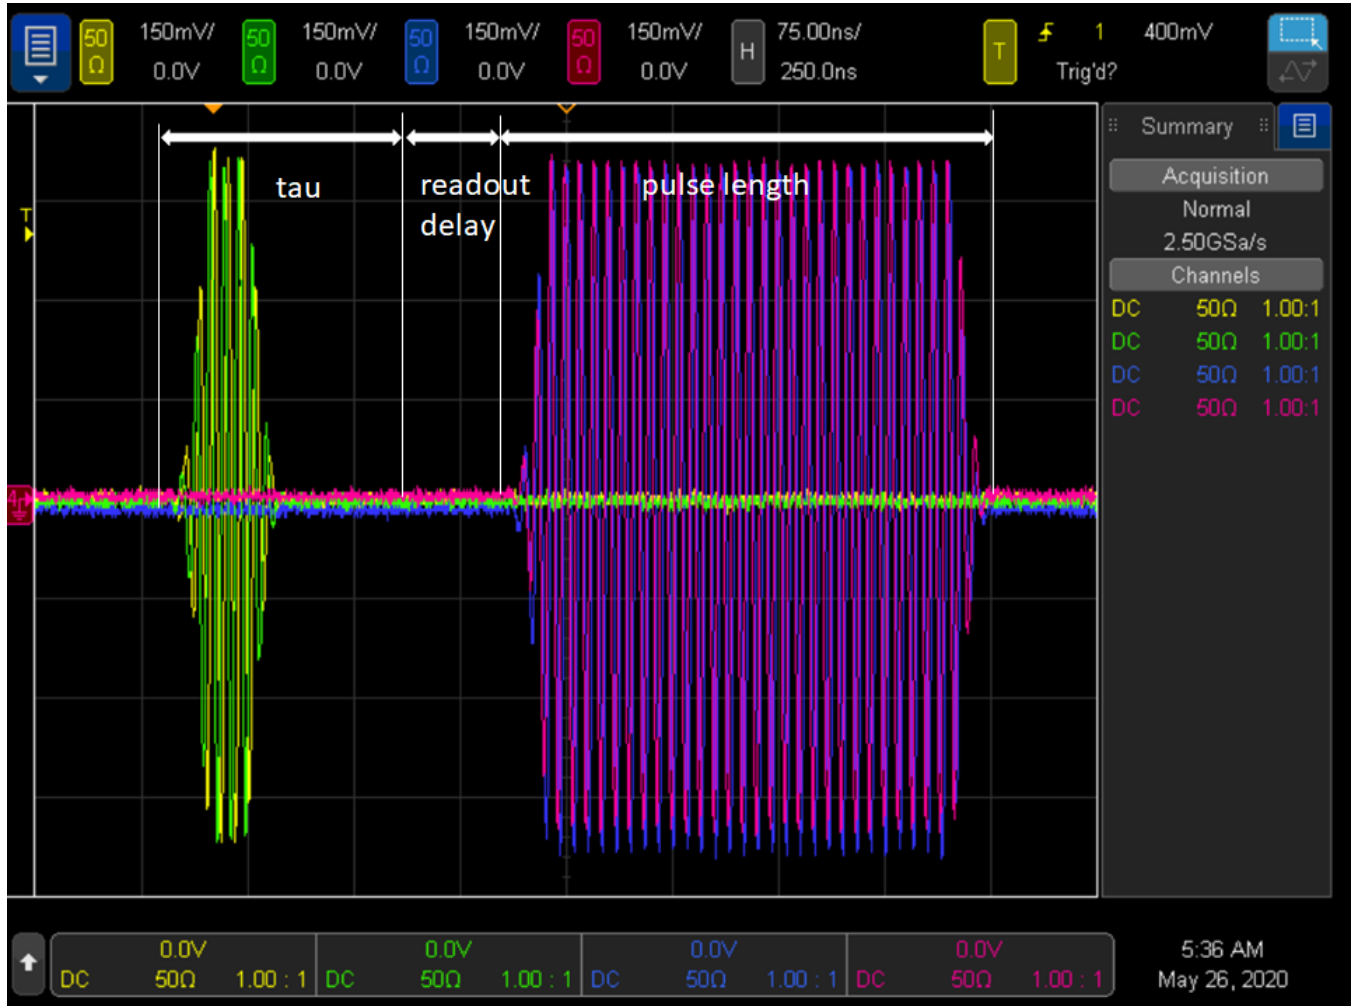 50 Ω 150mV/ 50 Ω 150mV/ 50 Ω 150mV/ 50 Ω 150mV/ H 75.00ns/ T 1 400mV
0.0V 0.0V 0.0V 0.0V 250.0ns Trig'd?
Summary
Acquisition
Normal
2.50GSa/s
Channels
DC 50Ω 1.00:1
DC 50Ω 1.00:1
DC 50Ω 1.00:1
DC 50Ω 1.00:1
tau
readout
delay
pulse length
T
4
0.0V 0.0V 0.0V 0.0V
DC 50Ω 1.00 : 1 DC 50Ω 1.00 : 1 DC 50Ω 1.00 : 1 DC 50Ω 1.00 : 1
5:36 AM
May 26, 2020